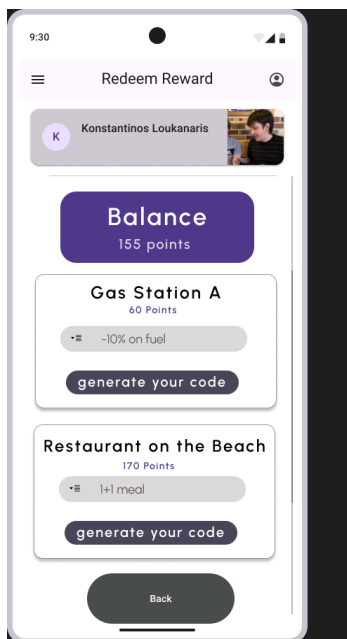 9:30
Redeem Reward
K
Konstantinos Loukanaris
Balance
155 points
Gas Station A
60 Points
-10% on fuel
generate your code
Restaurant on the Beach
170 Points
1+1 meal
generate your code
Back